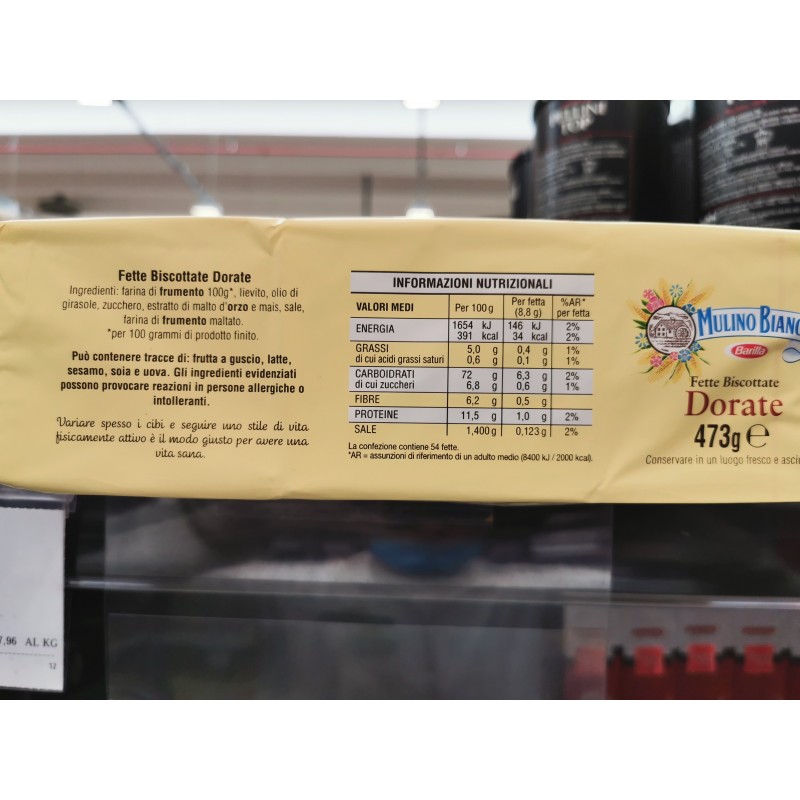 Fette Biscottate Dorate
Ingredienti: farina di frumento 100g*, lievito, olio di
girasole, zucchero, estratto di malto d'orzo e mais, sale,
farina di frumento maltato.
*per 100 grammi di prodotto finito.
Può contenere tracce di: frutta a guscio, latte,
sesamo, soia e uova. Gli ingredienti evidenziati
possono provocare reazioni in persone allergiche o
intolleranti.
Variare spesso i cibi e seguire uno stile di vita
fisicamente attivo è il modo giusto per avere una
vita sana.
INFORMAZIONI NUTRIZIONALI
VALORI MEDI Per 100 g Per fetta (8,8 g) %AR* per fetta
ENERGIA 1654 kJ 146 kJ 2%
391 kcal 34 kcal 2%
GRASSI 5,0 g 0,4 g 1%
di cui acidi grassi saturi 0,6 g 0,1 g 1%
CARBOIDRATI 72 g 6,3 g 2%
di cui zuccheri 6,8 g 0,6 g 1%
FIBRE 6,2 g 0,5 g
PROTEINE 11,5 g 1,0 g 2%
SALE 1,400 g 0,123 g 2%
La confezione contiene 54 fette.
*AR = assunzioni di riferimento di un adulto medio (8400 kJ / 2000 kcal).
MULINO BIANC
Barilla
Fette Biscottate
Dorate
473g e
Conservare in un luogo fresco e asciu
7,96 AL KG
12